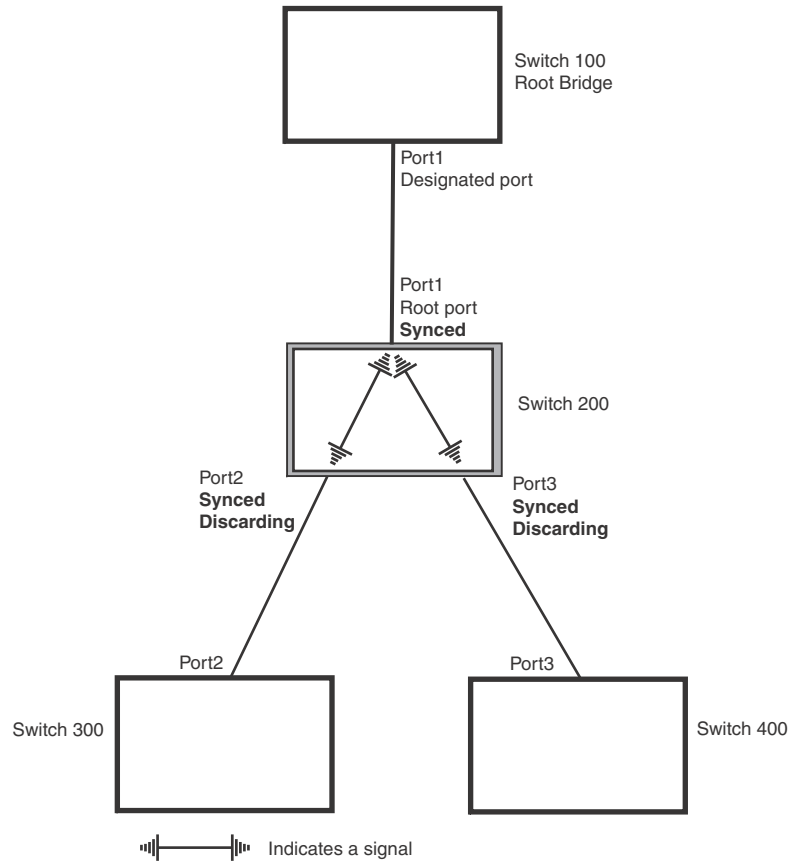 Switch 100
Root Bridge
Port1
Designated port
Port1
Root port
Synced
Switch 200
Port2
Synced
Discarding
Port3
Synced
Discarding
Port2
Port3
Switch 300
Switch 400
Indicates a signal